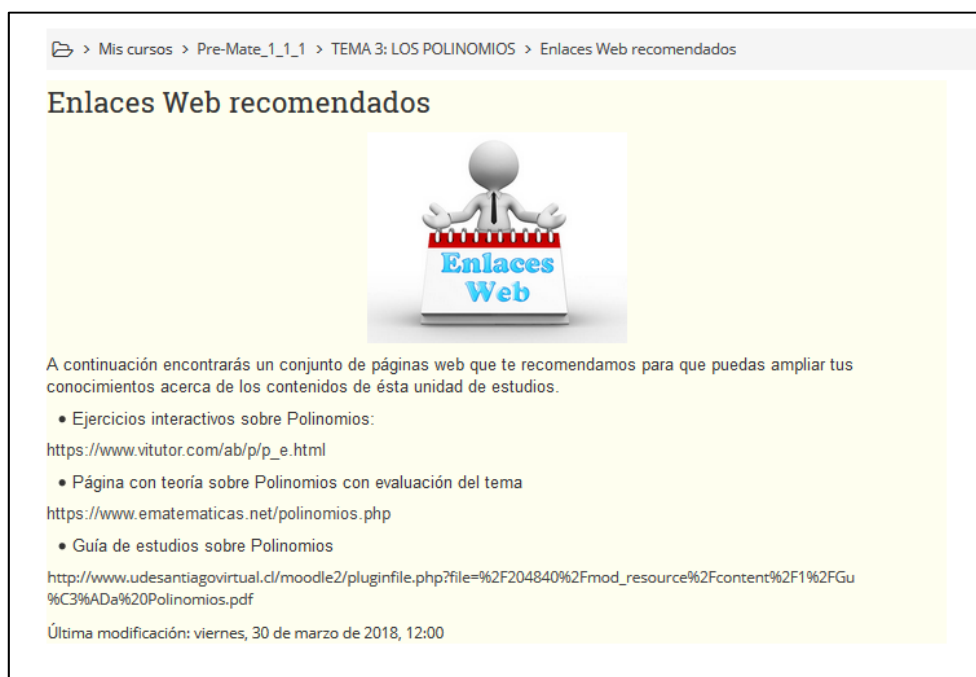 > Mis cursos > Pre-Mate_1_1_1 > TEMA 3: LOS POLINOMIOS > Enlaces Web recomendados
Enlaces Web recomendados
Enlaces
Web
A continuación encontrarás un conjunto de páginas web que te recomendamos para que puedas ampliar tus
conocimientos acerca de los contenidos de ésta unidad de estudios.
• Ejercicios interactivos sobre Polinomios:
https://www.vitutor.com/ab/p/p_e.html
• Página con teoría sobre Polinomios con evaluación del tema
https://www.ematematicas.net/polinomios.php
• Guía de estudios sobre Polinomios
http://www.udesantiagovirtual.cl/moodle2/pluginfile.php?file=%2F204840%2Fmod_resource%2Fcontent%2F1%2FGu
%C3%ADa%20Polinomios.pdf
Última modificación: viernes, 30 de marzo de 2018, 12:00